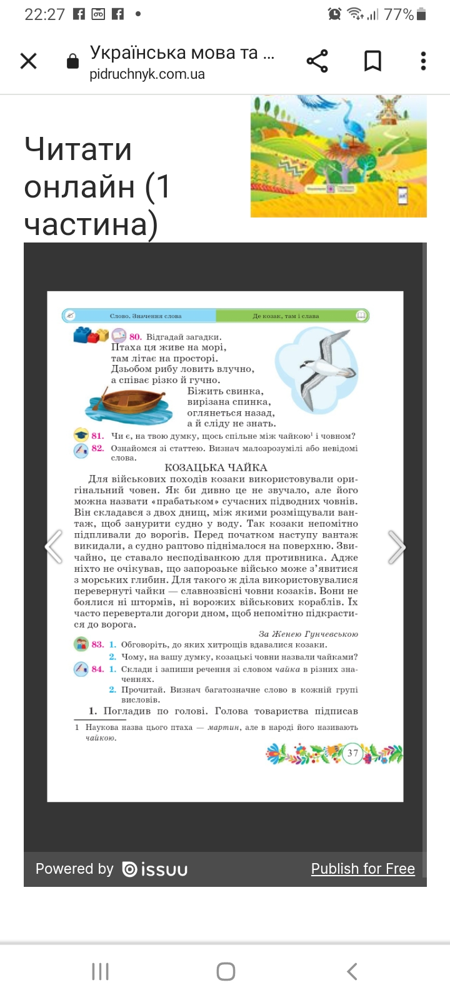 22:27
77%
Українська мова та ...
pidruchnyk.com.ua
Читати
онлайн (1
частина)
Слово. Значення слова
Де козак, там і слава
80. Відгадай загадки.
Птаха ця живе на морі,
там літає на просторі.
Дзьобом рибу ловить влучно,
а співає різко й гучно.
Біжить свинка,
вирізана спинка,
оглянеться назад,
а й сліду не знать.
81. Чи є, на твою думку, щось спільне між чайкою¹ і човном?
82. Ознайомся зі статтею. Визнач малозрозумілі або невідомі
слова.
КОЗАЦЬКА ЧАЙКА
Для військових походів козаки використовували ори-
гінальний човен. Як би дивно це не звучало, але його
можна назвати «прабатьком» сучасних підводних човнів.
Він складався з двох днищ, між якими розміщували ван-
таж, щоб занурити судно у воду. Так козаки непомітно
підпливали до ворогів. Перед початком наступу вантаж
викидали, а судно раптово піднімалося на поверхню. Зви-
чайно, це ставало несподіванкою для противника. Адже
ніхто не очікував, що запорозьке військо може з’явитися
з морських глибин. Для такого ж діла використовувалися
перевернуті чайки — славнозвісні човни козаків. Вони не
боялися ні штормів, ні ворожих військових кораблів. Їх
часто перевертали догори дном, щоб непомітно підкрасти-
ся до ворога.
За Женею Гунчевською
83. 1. Обговоріть, до яких хитрощів вдавалися козаки.
2. Чому, на вашу думку, козацькі човни назвали чайками?
84. 1. Склади і запиши речення зі словом чайка в різних зна-
ченнях.
2. Прочитай. Визнач багатозначне слово в кожній групі
висловів.
1. Погладив по голові. Голова товариства підписав
1 Наукова назва цього птаха — мартин, але в народі його називають
чайкою.
37
Powered by issuu
Publish for Free